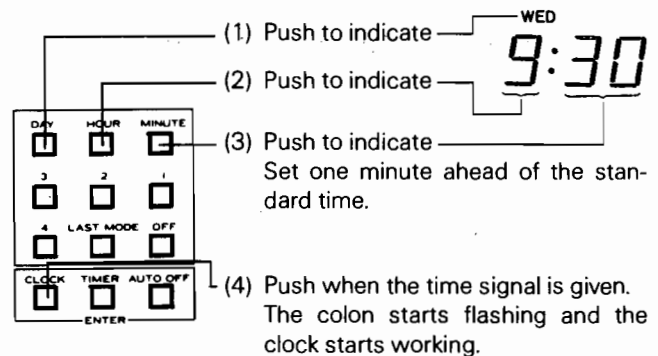 (1) Push to indicate
WED
9:30
(2) Push to indicate
DAY HOUR MINUTE
(3) Push to indicate
Set one minute ahead of the stan-
dard time.
3 2 1
4 LAST MODE OFF
CLOCK TIMER AUTO OFF
ENTER
(4) Push when the time signal is given.
The colon starts flashing and the
clock starts working.